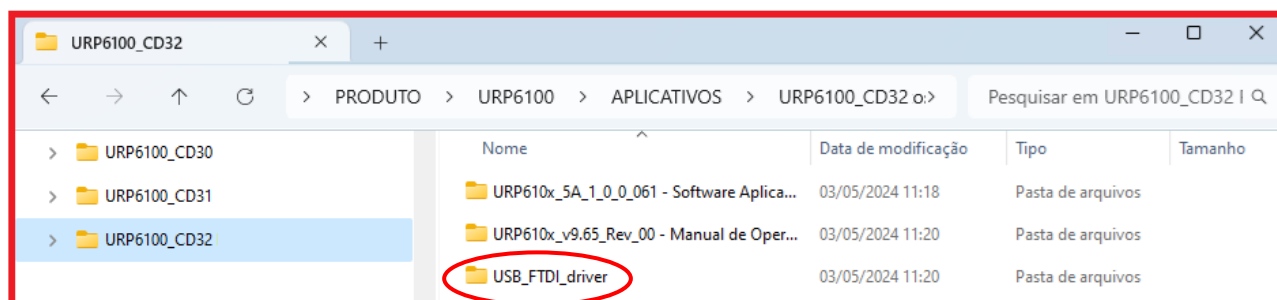 URP6100_CD32
PRODUTO > URP6100 > APLICATIVOS > URP6100_CD32 o:> Pesquisar em URP6100_CD32 I
Nome Data de modificação Tipo Tamanho
URP6100_CD30
URP6100_CD31
URP6100_CD32
URP610x_5A_1_0_0_061 - Software Aplica... 03/05/2024 11:18 Pasta de arquivos
URP610x_v9.65_Rev_00 - Manual de Oper... 03/05/2024 11:20 Pasta de arquivos
USB_FTDI_driver 03/05/2024 11:20 Pasta de arquivos